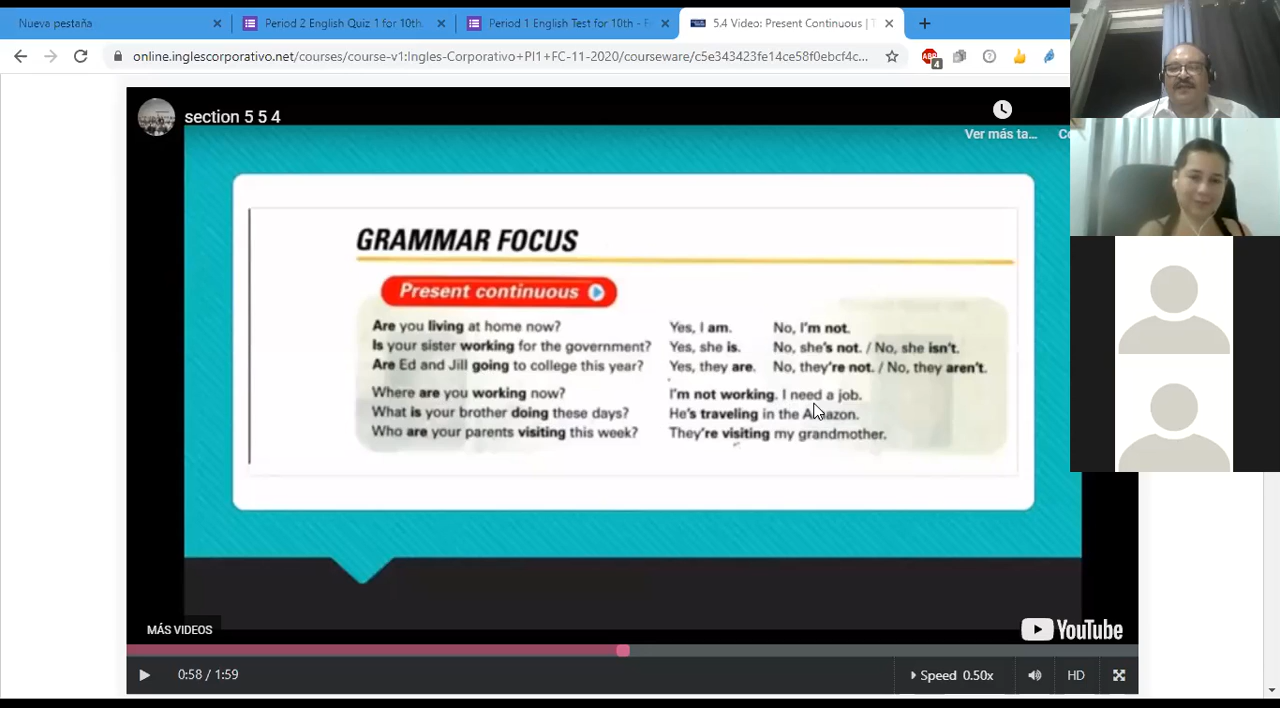 Nueva pestaña
Period 2 English Quiz 1 for 10th.
Period 1 English Test for 10th - F
5.4 Video: Present Continuous | T
online.inglescorporativo.net/courses/course-v1:Ingles-Corporativo+PI1+FC-11-2020/courseware/c5e343423fe14ce58f0ebcf4c...
4
section 5 5 4
Ver más ta...
GRAMMAR FOCUS
Present continuous
Are you living at home now? Yes, I am. No, I'm not.
Is your sister working for the government? Yes, she is. No, she's not. / No, she isn't.
Are Ed and Jill going to college this year? Yes, they are. No, they're not. / No, they aren't.
Where are you working now? I'm not working. I need a job.
What is your brother doing these days? He's traveling in the Amazon.
Who are your parents visiting this week? They're visiting my grandmother.
MÁS VIDEOS
YouTube
0:58 / 1:59
Speed 0.50x
HD